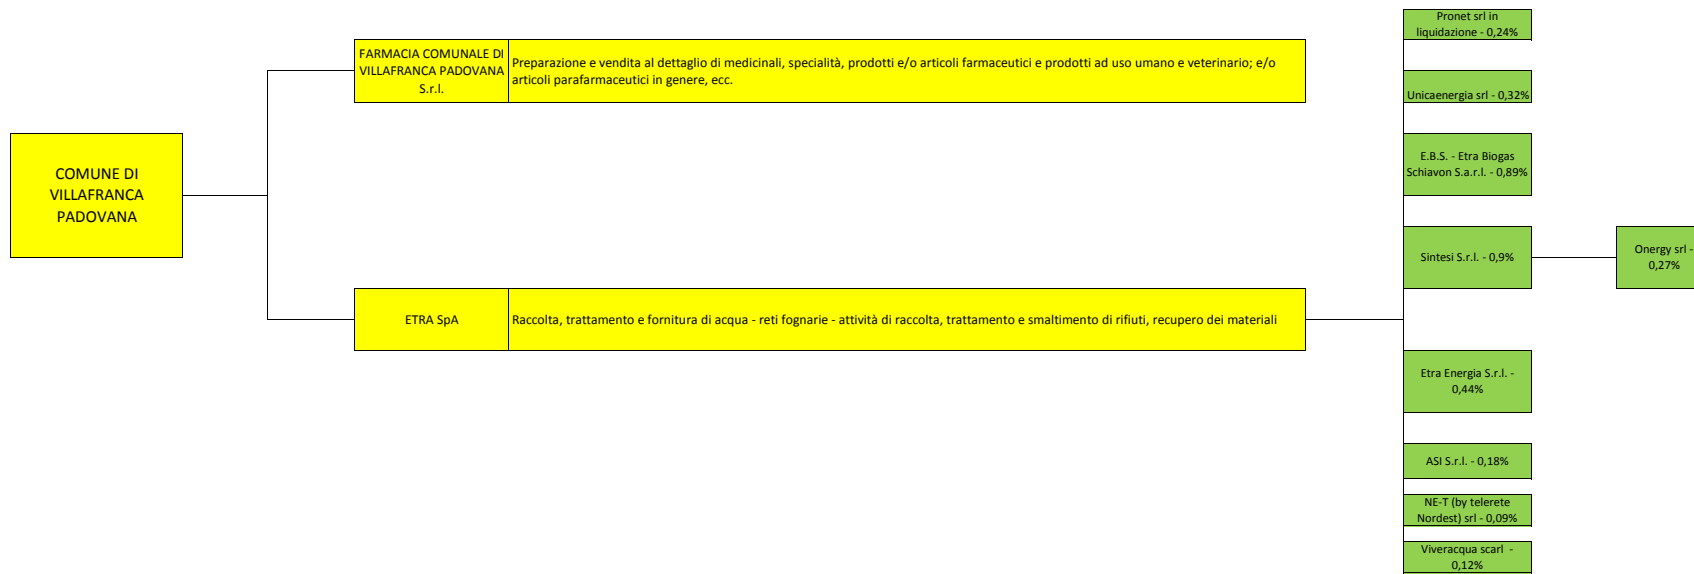 COMUNE DI
VILLAFRANCA
PADOVANA
FARMACIA COMUNALE DI
VILLAFRANCA PADOVANA
S.r.l.
Preparazione e vendita al dettaglio di medicinali, specialità, prodotti e/o articoli farmaceutici e prodotti ad uso umano e veterinario; e/o
articoli parafarmaceutici in genere, ecc.
ETRA SpA
Raccolta, trattamento e fornitura di acqua - reti fognarie - attività di raccolta, trattamento e smaltimento di rifiuti, recupero dei materiali
Pronet srl in
liquidazione - 0,24%
Unicaenergia srl - 0,32%
E.B.S. - Etra Biogas
Schiavon S.a.r.l. - 0,89%
Sintesi S.r.l. - 0,9%
Onergy srl -
0,27%
Etra Energia S.r.l. -
0,44%
ASI S.r.l. - 0,18%
NE-T (by telerete
Nordest) srl - 0,09%
Viveracqua scarl  -
0,12%